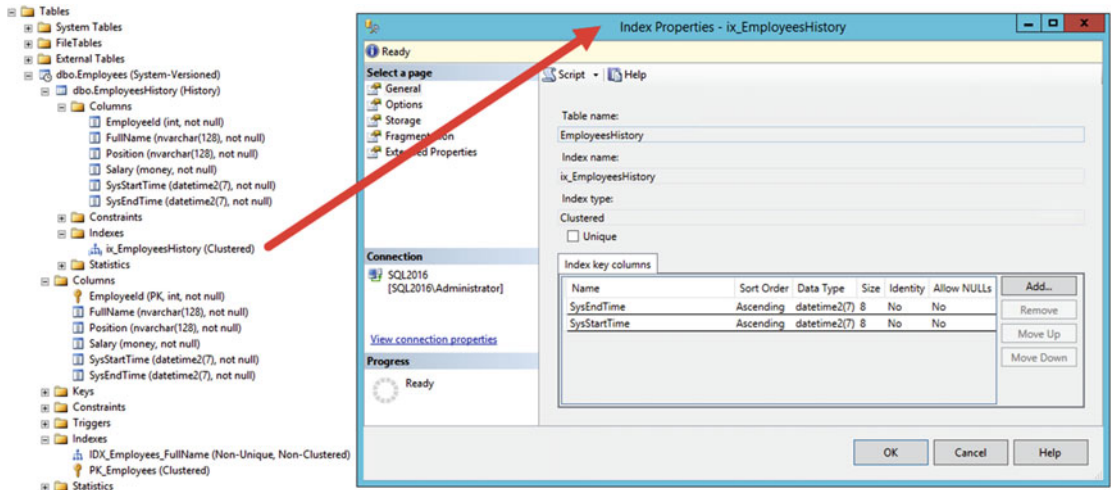 Tables
System Tables
FileTables
External Tables
dbo.Employees (System-Versioned)
dbo.EmployeesHistory (History)
Columns
EmployeeId (int, not null)
FullName (nvarchar(128), not null)
Position (nvarchar(128), not null)
Salary (money, not null)
SysStartTime (datetime2(7), not null)
SysEndTime (datetime2(7), not null)
Constraints
Indexes
ix_EmployeesHistory (Clustered)
Statistics
Columns
EmployeeId (PK, int, not null)
FullName (nvarchar(128), not null)
Position (nvarchar(128), not null)
Salary (money, not null)
SysStartTime (datetime2(7), not null)
SysEndTime (datetime2(7), not null)
Keys
Constraints
Triggers
Indexes
IDX_Employees_FullName (Non-Unique, Non-Clustered)
PK_Employees (Clustered)
Statistics
Index Properties - ix_EmployeesHistory
Ready
Select a page
General
Options
Storage
Fragmentation
Extended Properties
Connection
SQL2016
[SQL2016\Administrator]
View connection properties
Progress
Ready
Script Help
Table name:
EmployeesHistory
Index name:
ix_EmployeesHistory
Index type:
Clustered
Unique
Index key columns
Name Sort Order Data Type Size Identity Allow NULLs
SysEndTime Ascending datetime2(7) 8 No No
SysStartTime Ascending datetime2(7) 8 No No
Add...
Remove
Move Up
Move Down
OK Cancel Help